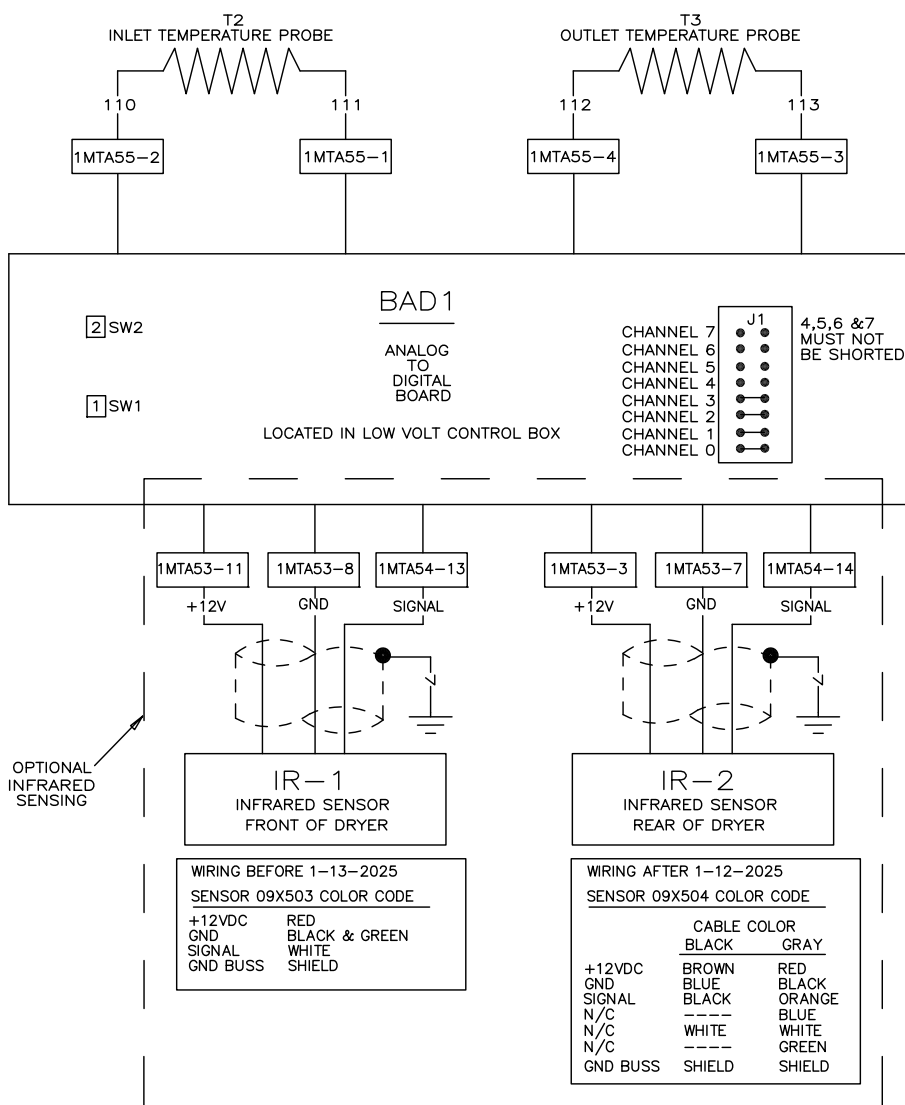 T2
INLET TEMPERATURE PROBE
T3
OUTLET TEMPERATURE PROBE
110
111
112
113
1MTA55-2
1MTA55-1
1MTA55-4
1MTA55-3
BAD1
ANALOG
TO
DIGITAL
BOARD
LOCATED IN LOW VOLT CONTROL BOX
2 SW2
1 SW1
J1
CHANNEL 7
CHANNEL 6
CHANNEL 5
CHANNEL 4
CHANNEL 3
CHANNEL 2
CHANNEL 1
CHANNEL 0
4,5,6 &7
MUST NOT
BE SHORTED
1MTA53-11
1MTA53-8
1MTA54-13
1MTA53-3
1MTA53-7
1MTA54-14
+12V
GND
SIGNAL
+12V
GND
SIGNAL
OPTIONAL
INFRARED
SENSING
IR-1
INFRARED SENSOR
FRONT OF DRYER
IR-2
INFRARED SENSOR
REAR OF DRYER
WIRING BEFORE 1-13-2025
SENSOR 09X503 COLOR CODE
+12VDC RED
GND BLACK & GREEN
SIGNAL WHITE
GND BUSS SHIELD
WIRING AFTER 1-12-2025
SENSOR 09X504 COLOR CODE
CABLE COLOR
BLACK GRAY
+12VDC BROWN RED
GND BLUE BLACK
SIGNAL BLACK ORANGE
N/C ---- BLUE
N/C WHITE WHITE
N/C ---- GREEN
GND BUSS SHIELD SHIELD